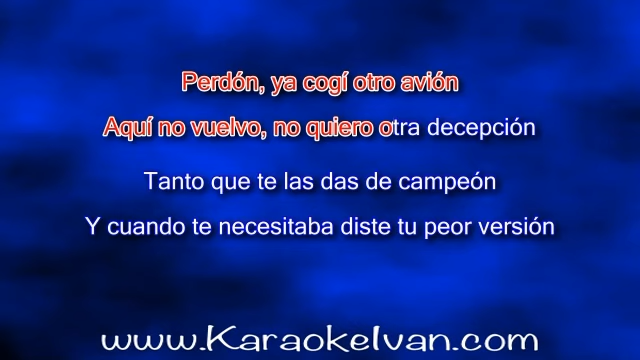 Perdón, ya cogí otro avión
Aquí no vuelvo, no quiero otra decepción
Tanto que te las das de campeón
Y cuando te necesitaba diste tu peor versión
www.KaraokeIvan.com